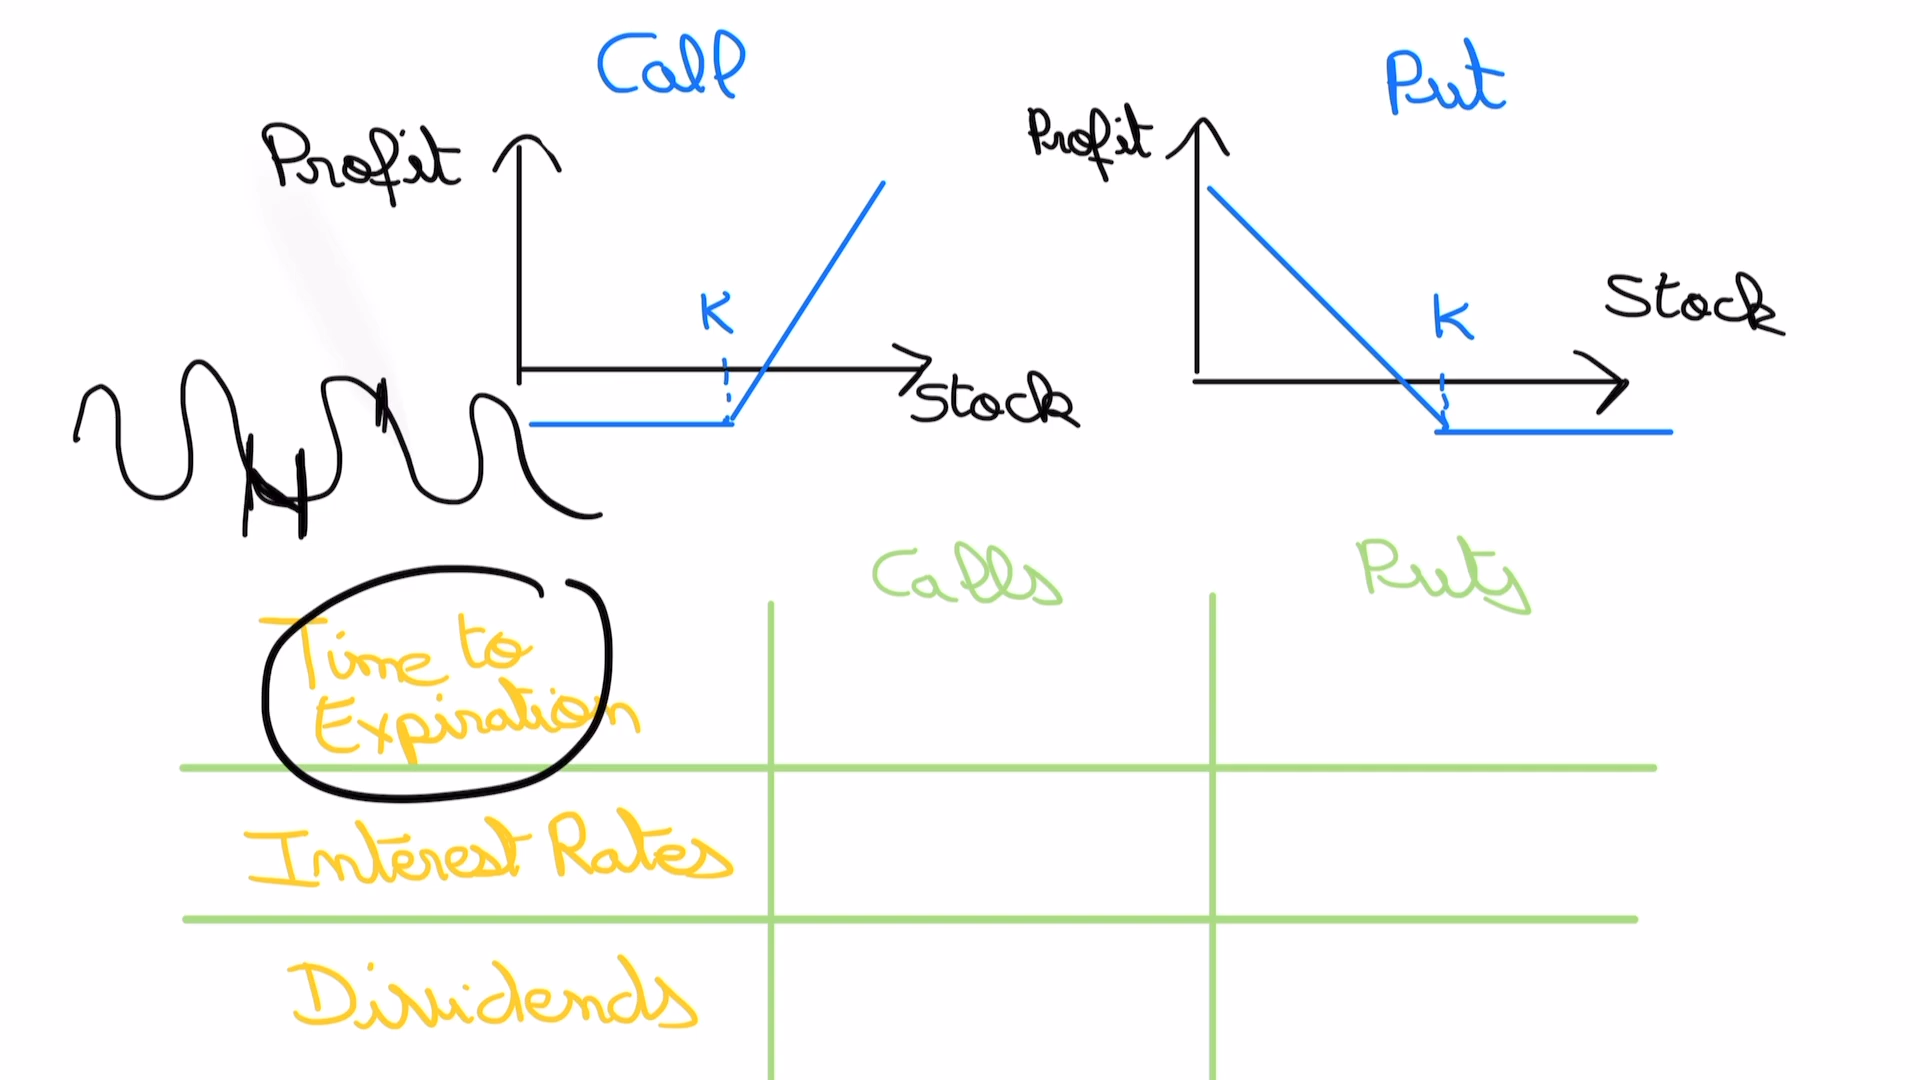 Call
Put
Profit
Profit
K
K
Stock
Stock
Calls
Puts
Time to
Expiration
Interest Rates
Dividends